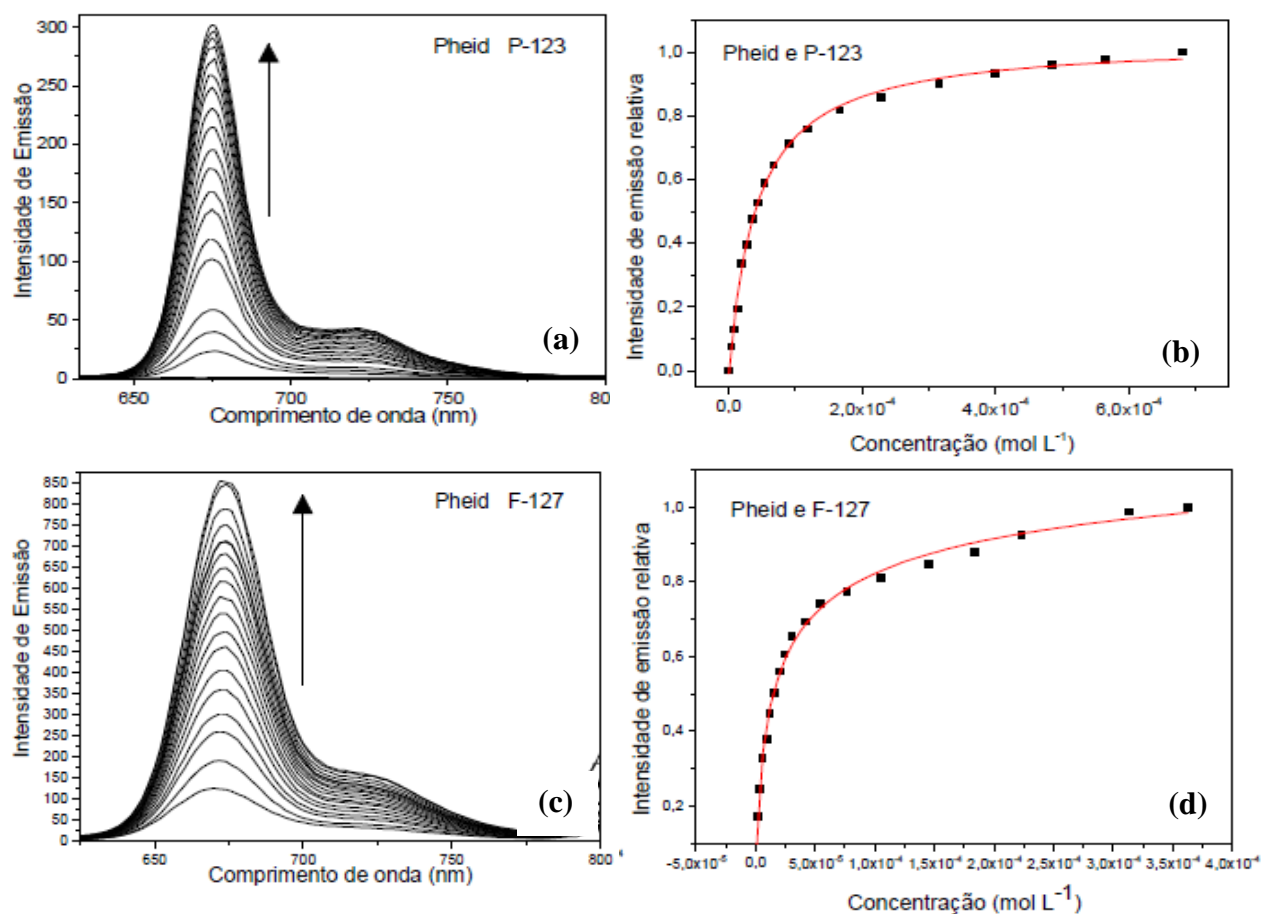 Pheid P-123
Intensidade de Emissão
300
250
200
150
100
50
0
(a)
650
700
750
80
Comprimento de onda (nm)
Pheid e P-123
Intensidade de emissão relativa
1,0
0,8
0,6
0,4
0,2
0,0
(b)
0,0
2,0x10⁻⁴
4,0x10⁻⁴
6,0x10⁻⁴
Concentração (mol L⁻¹)
Pheid F-127
Intensidade de Emissão
850
800
750
700
650
600
550
500
450
400
350
300
250
200
150
100
50
0
(c)
650
700
750
800
Comprimento de onda (nm)
Pheid e F-127
Intensidade de emissão relativa
1,0
0,8
0,6
0,4
0,2
(d)
-5,0x10⁻⁵
0,0
5,0x10⁻⁵
1,0x10⁻⁴
1,5x10⁻⁴
2,0x10⁻⁴
2,5x10⁻⁴
3,0x10⁻⁴
3,5x10⁻⁴
4,0x10⁻⁴
Concentração (mol L⁻¹)